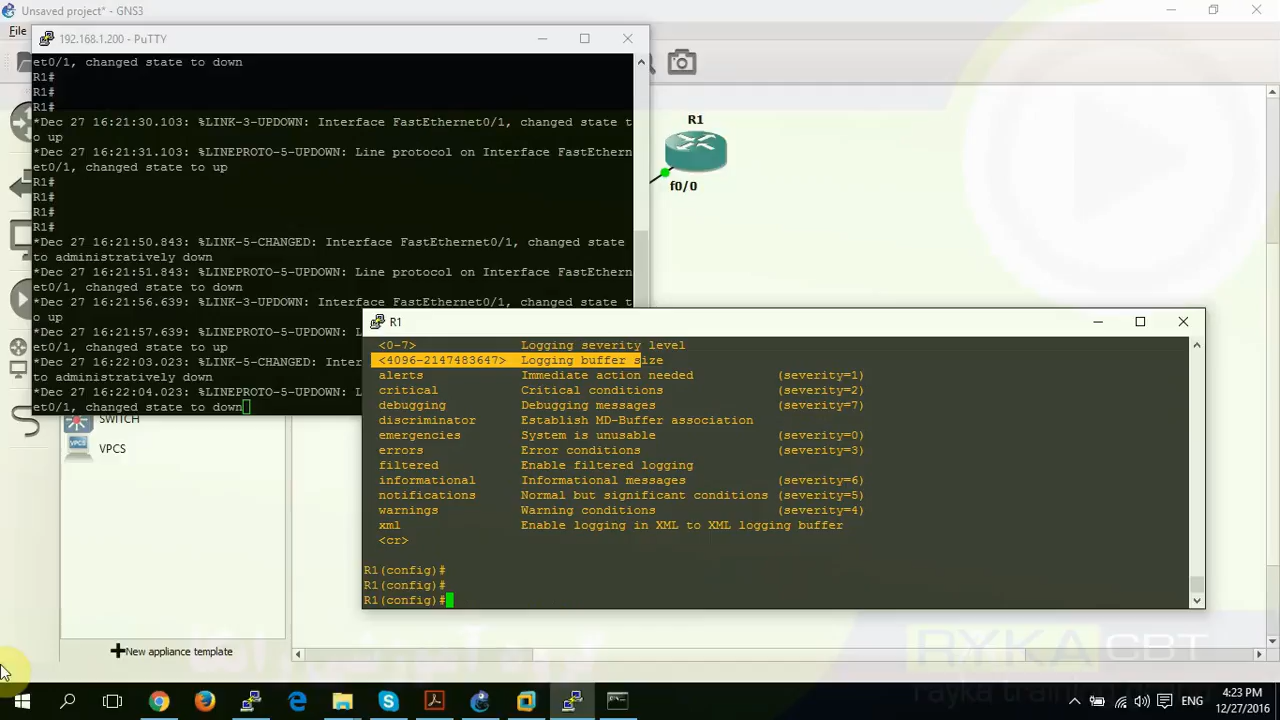 Unsaved project* - GNS3
File
192.168.1.200 - PuTTY
et0/1, changed state to down
R1#
R1#
R1#
*Dec 27 16:21:30.103: %LINK-3-UPDOWN: Interface FastEthernet0/1, changed state t
o up
*Dec 27 16:21:31.103: %LINEPROTO-5-UPDOWN: Line protocol on Interface FastEthern
et0/1, changed state to up
R1#
R1#
R1#
R1#
*Dec 27 16:21:50.843: %LINK-5-CHANGED: Interface FastEthernet0/1, changed state
to administratively down
*Dec 27 16:21:51.843: %LINEPROTO-5-UPDOWN: Line protocol on Interface FastEthern
et0/1, changed state to down
*Dec 27 16:21:56.639: %LINK-3-UPDOWN: Interface FastEthernet0/1, changed state t
o up
*Dec 27 16:21:57.639: %LINEPROTO-5-UPDOWN: L
et0/1, changed state to up
*Dec 27 16:22:03.023: %LINK-5-CHANGED: Inter
to administratively down
*Dec 27 16:22:04.023: %LINEPROTO-5-UPDOWN: L
et0/1, changed state to down
R1
f0/0
R1
<0-7> Logging severity level
<4096-2147483647> Logging buffer size
alerts Immediate action needed (severity=1)
critical Critical conditions (severity=2)
debugging Debugging messages (severity=7)
discriminator Establish MD-Buffer association
emergencies System is unusable (severity=0)
errors Error conditions (severity=3)
filtered Enable filtered logging
informational Informational messages (severity=6)
notifications Normal but significant conditions (severity=5)
warnings Warning conditions (severity=4)
xml Enable logging in XML to XML logging buffer
<cr>
R1(config)#
R1(config)#
R1(config)#
SWITCH
VPCS
VPCS
New appliance template
RYKA CBT
ENG
4:23 PM
12/27/2016